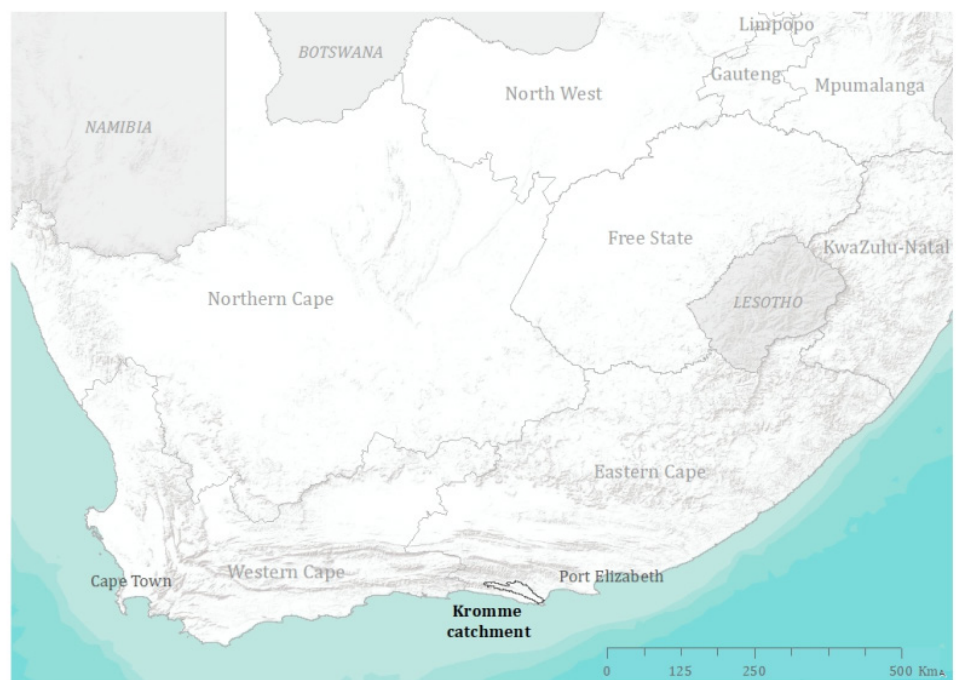 Limpopo
BOTSWANA
Gauteng
North West
Mpumalanga
NAMIBIA
Free State
KwaZulu-Natal
Northern Cape
LESOTHO
Eastern Cape
Western Cape
Port Elizabeth
Cape Town
Kromme
catchment
0 125 250 500 Kms